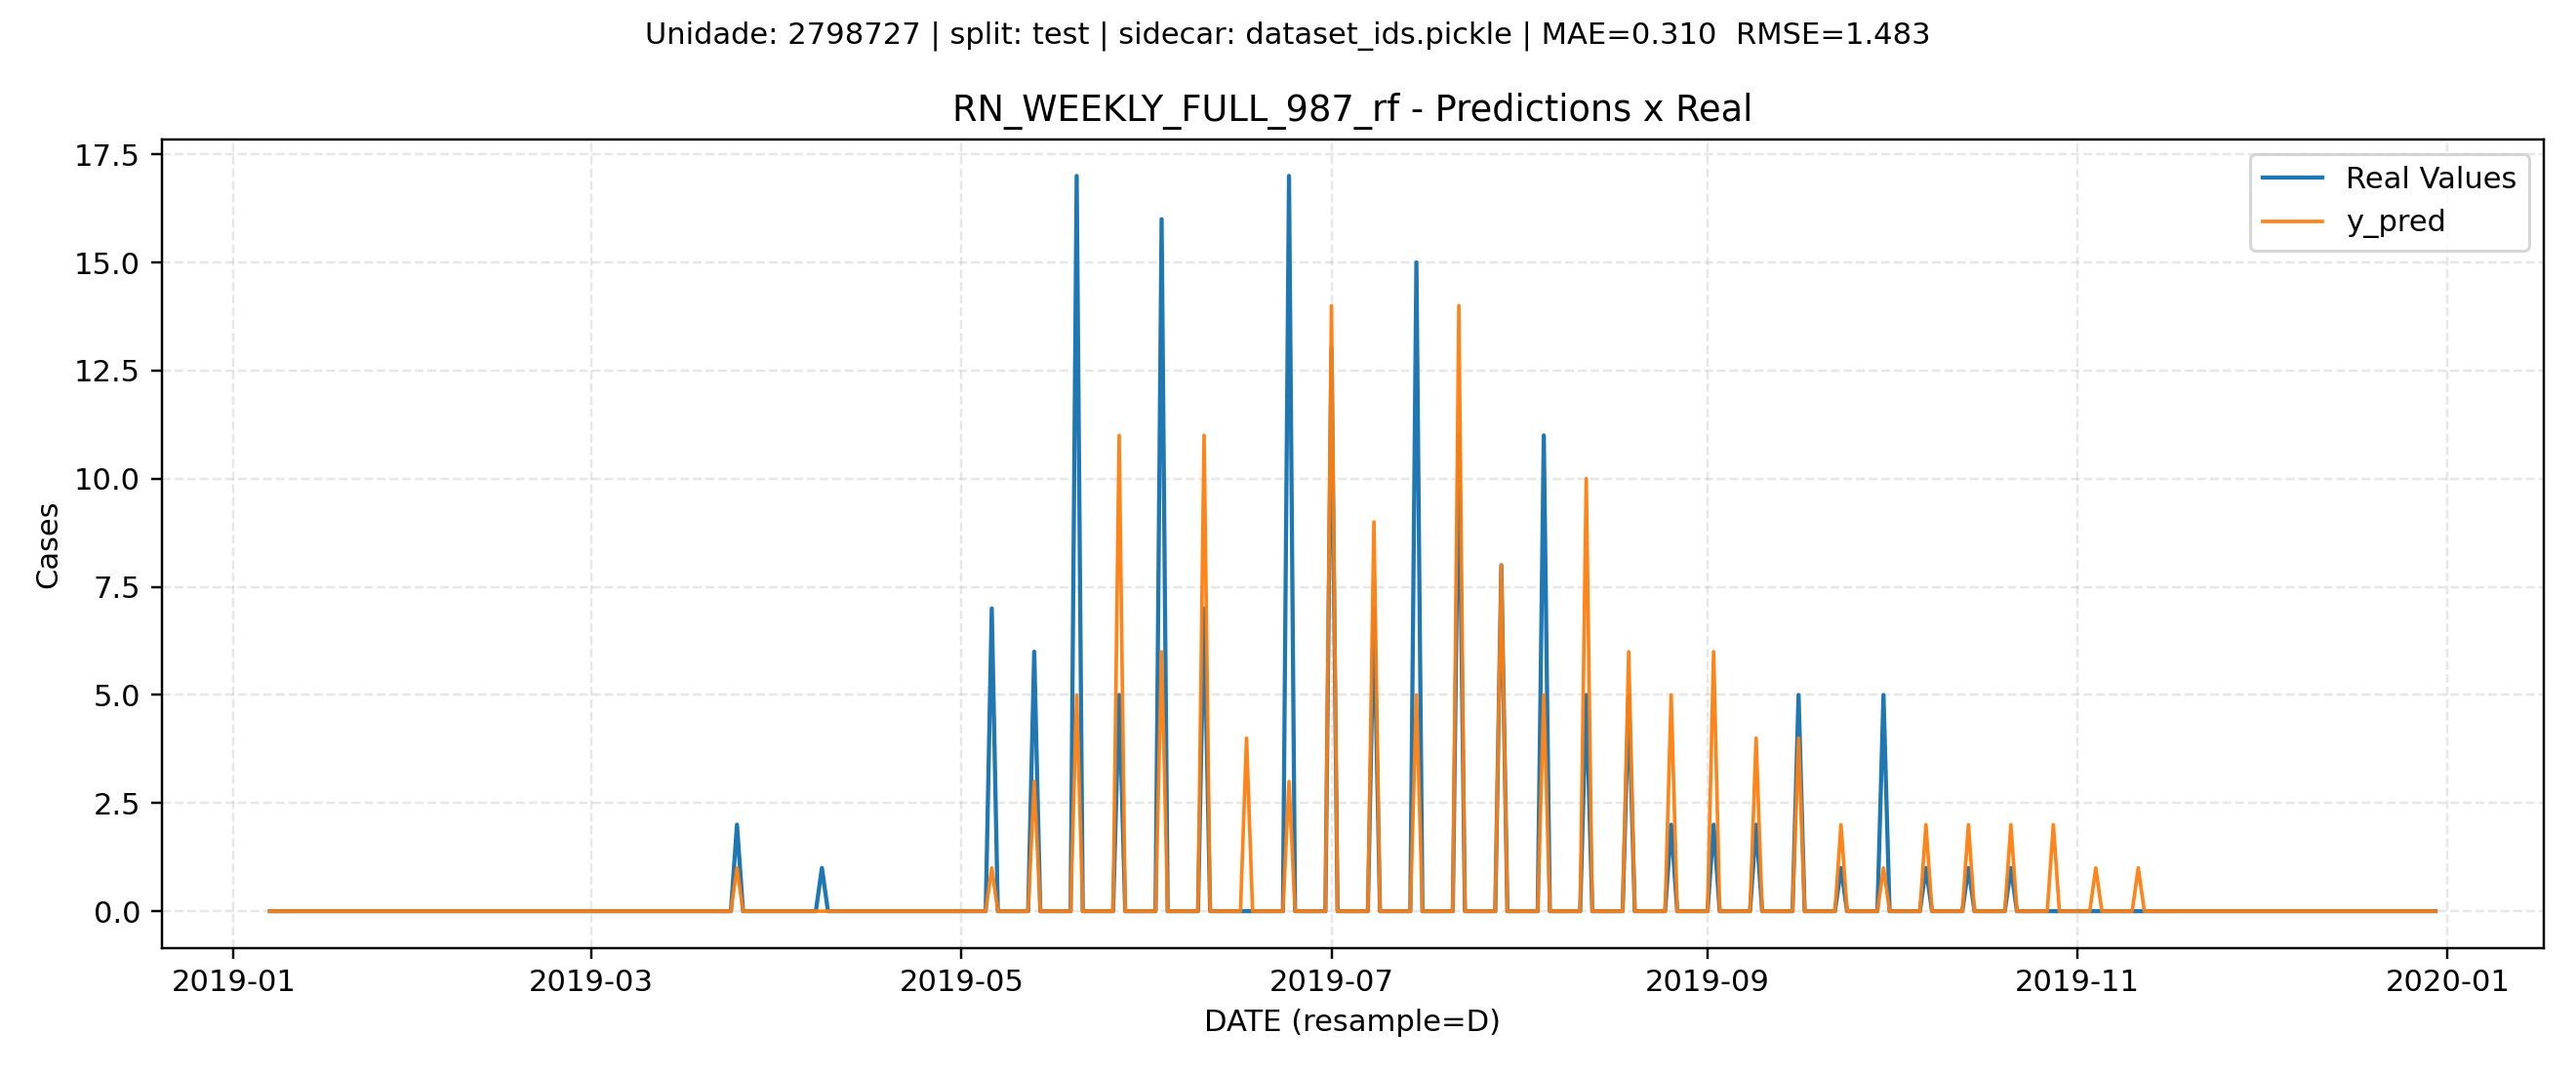 Unidade: 2798727 | split: test | sidecar: dataset_ids.pickle | MAE=0.310  RMSE=1.483
RN_WEEKLY_FULL_987_rf - Predictions x Real
17.5
15.0
12.5
10.0
7.5
5.0
2.5
0.0
Cases
Real Values
y_pred
2019-01
2019-03
2019-05
2019-07
2019-09
2019-11
2020-01
DATE (resample=D)